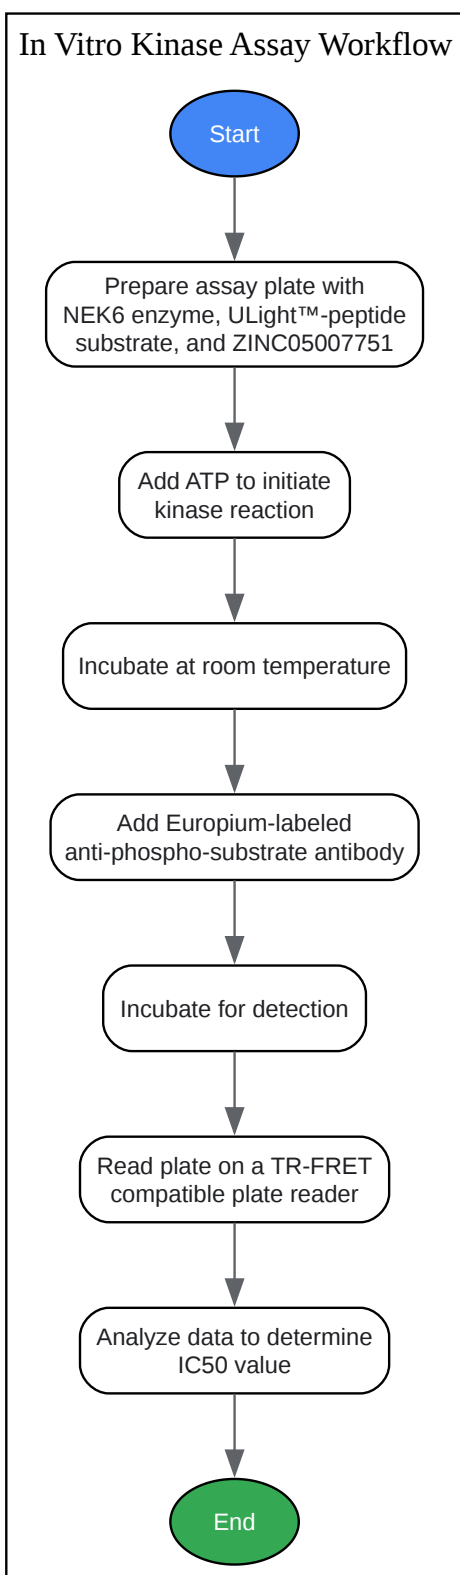 In Vitro Kinase Assay Workflow
Start
Prepare assay plate with
NEK6 enzyme, ULight™-peptide
substrate, and ZINC05007751
Add ATP to initiate
kinase reaction
Incubate at room temperature
Add Europium-labeled
anti-phospho-substrate antibody
Incubate for detection
Read plate on a TR-FRET
compatible plate reader
Analyze data to determine
IC50 value
End